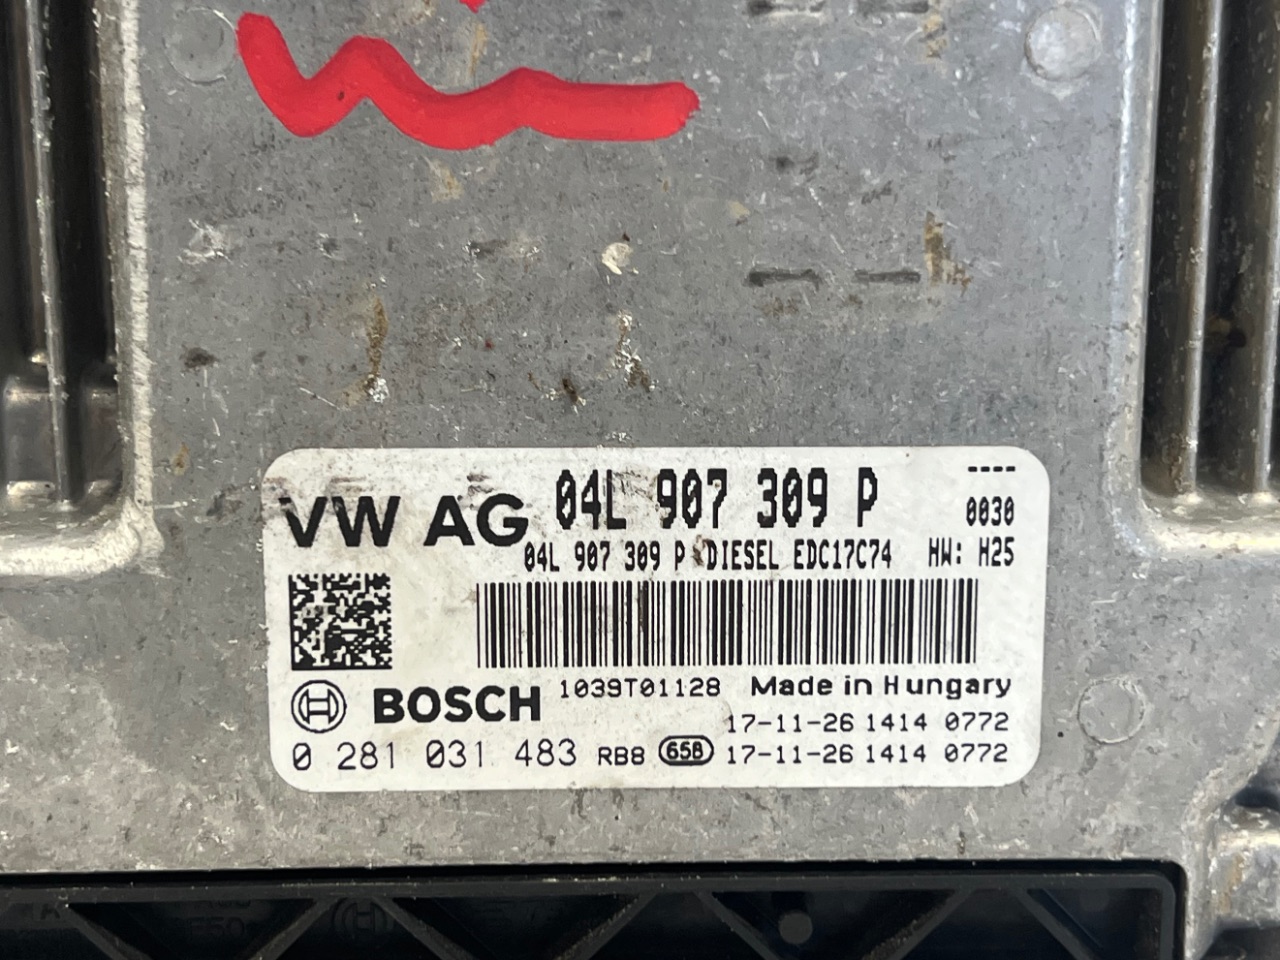 ----
VW AG 04L 907 309 P 0030
04L 907 309 P DIESEL EDC17C74 HW: H25
BOSCH 1039T01128 Made in Hungary
17-11-26 1414 0772
0 281 031 483 RB8 65B 17-11-26 1414 0772